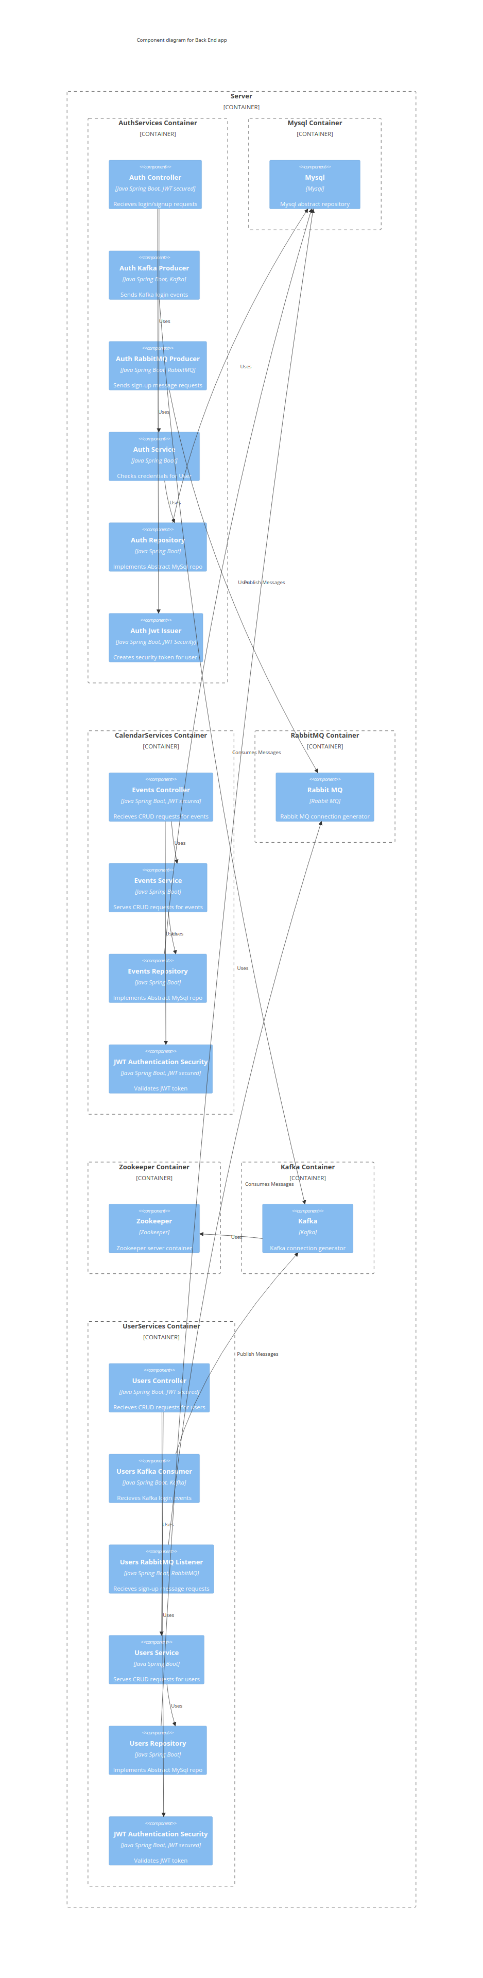 Component diagram for Back End app
Server
[CONTAINER]
AuthServices Container
[CONTAINER]
<<component>>
Auth Controller
[Java Spring Boot, JWT secured]
Recieves login/signup requests
<<component>>
Auth Kafka Producer
[Java Spring Boot, Kafka]
Sends Kafka login events
Uses
<<component>>
Auth RabbitMQ Producer
[Java Spring Boot, RabbitMQ]
Sends sign-up message requests
Uses
<<component>>
Auth Service
[Java Spring Boot]
Checks credentials for User
Uses
<<component>>
Auth Repository
[Java Spring Boot]
Implements Abstract MySql repo
<<component>>
Auth Jwt Issuer
[Java Spring Boot, JWT Security]
Creates security token for user
Mysql Container
[CONTAINER]
<<component>>
Mysql
[Mysql]
Mysql abstract repository
Uses
Uses
Publish Messages
Consumes Messages
CalendarServices Container
[CONTAINER]
<<component>>
Events Controller
[Java Spring Boot, JWT secured]
Recieves CRUD requests for events
Uses
<<component>>
Events Service
[Java Spring Boot]
Serves CRUD requests for events
Uses
Uses
<<component>>
Events Repository
[Java Spring Boot]
Implements Abstract MySql repo
<<component>>
JWT Authentication Security
[Java Spring Boot, JWT secured]
Validates JWT token
RabbitMQ Container
[CONTAINER]
<<component>>
Rabbit MQ
[Rabbit MQ]
Rabbit MQ connection generator
Uses
Zookeeper Container
[CONTAINER]
<<component>>
Zookeeper
[Zookeeper]
Zookeeper server container
Kafka Container
[CONTAINER]
Consumes Messages
<<component>>
Kafka
[Kafka]
Kafka connection generator
Uses
UserServices Container
[CONTAINER]
Publish Messages
<<component>>
Users Controller
[Java Spring Boot, JWT secured]
Recieves CRUD requests for users
<<component>>
Users Kafka Consumer
[Java Spring Boot, Kafka]
Recieves Kafka login events
Uses
<<component>>
Users RabbitMQ Listener
[Java Spring Boot, RabbitMQ]
Recieves sign-up message requests
Uses
<<component>>
Users Service
[Java Spring Boot]
Serves CRUD requests for users
Uses
<<component>>
Users Repository
[Java Spring Boot]
Implements Abstract MySql repo
<<component>>
JWT Authentication Security
[Java Spring Boot, JWT secured]
Validates JWT token